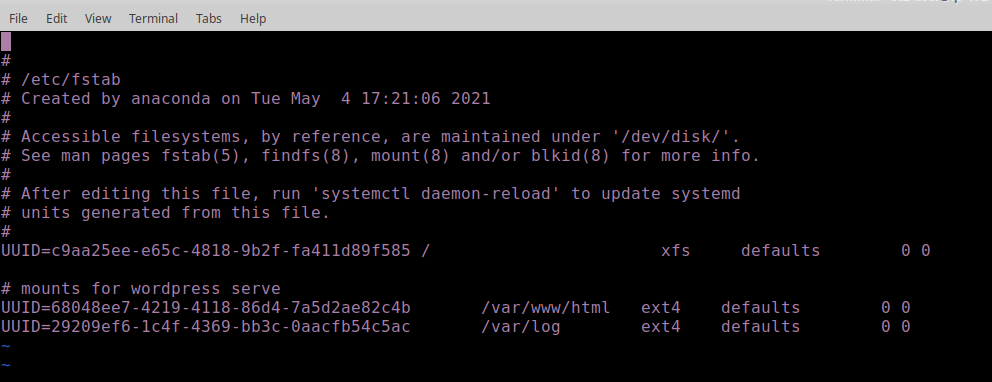 File Edit View Terminal Tabs Help
#
# /etc/fstab
# Created by anaconda on Tue May  4 17:21:06 2021
#
# Accessible filesystems, by reference, are maintained under '/dev/disk/'.
# See man pages fstab(5), findfs(8), mount(8) and/or blkid(8) for more info.
#
# After editing this file, run 'systemctl daemon-reload' to update systemd
# units generated from this file.
#
UUID=c9aa25ee-e65c-4818-9b2f-fa411d89f585 /                         xfs     defaults        0 0
# mounts for wordpress serve
UUID=68048ee7-4219-4118-86d4-7a5d2ae82c4b       /var/www/html   ext4    defaults        0 0
UUID=29209ef6-1c4f-4369-bb3c-0aacfb54c5ac       /var/log        ext4    defaults        0 0
~
~